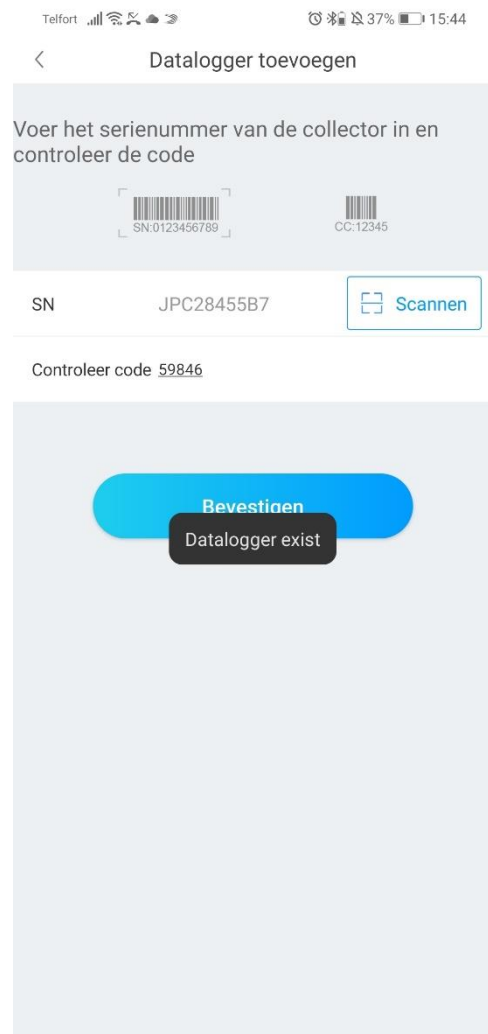 Telfort 37% 15:44
Datalogger toevoegen
Voer het serienummer van de collector in en
controleer de code
SN:0123456789 CC:12345
SN JPC28455B7 Scannen
Controleer code 59846
Bevestigen
Datalogger exist